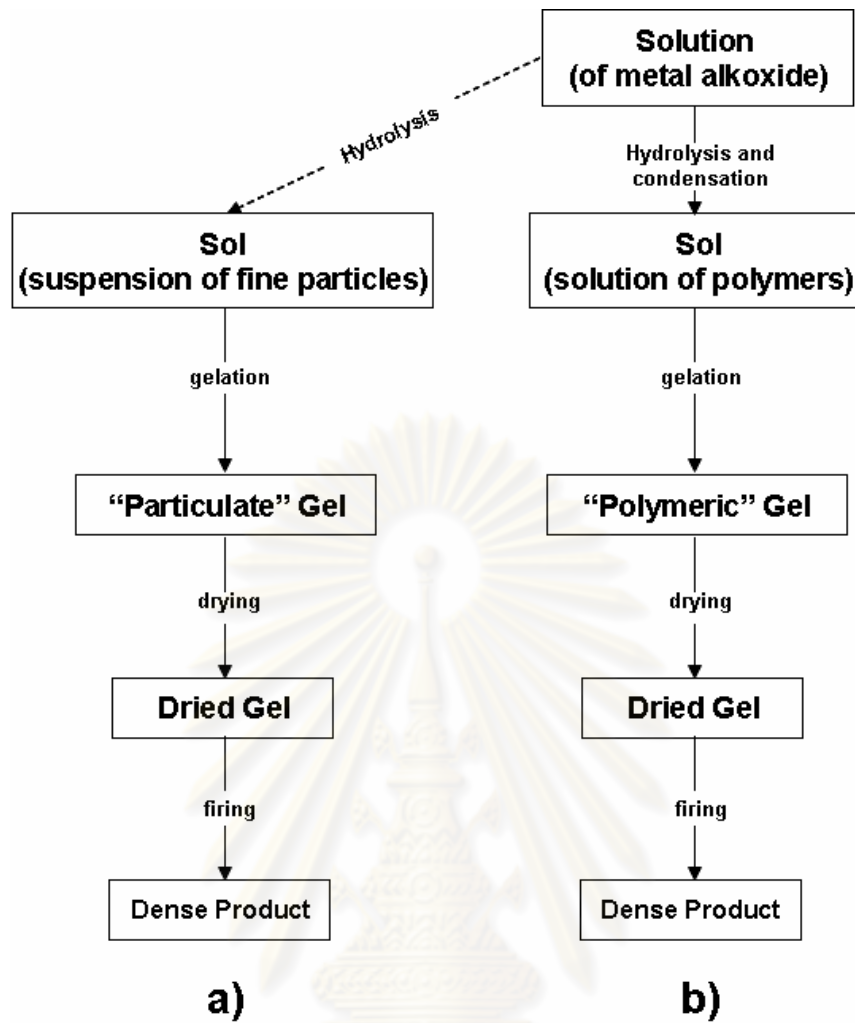 Solution
(of metal alkoxide)
Hydrolysis
Hydrolysis and
condensation
Sol
(suspension of fine particles)
Sol
(solution of polymers)
gelation
gelation
“Particulate” Gel
“Polymeric” Gel
drying
drying
Dried Gel
Dried Gel
firing
firing
Dense Product
Dense Product
a)
b)